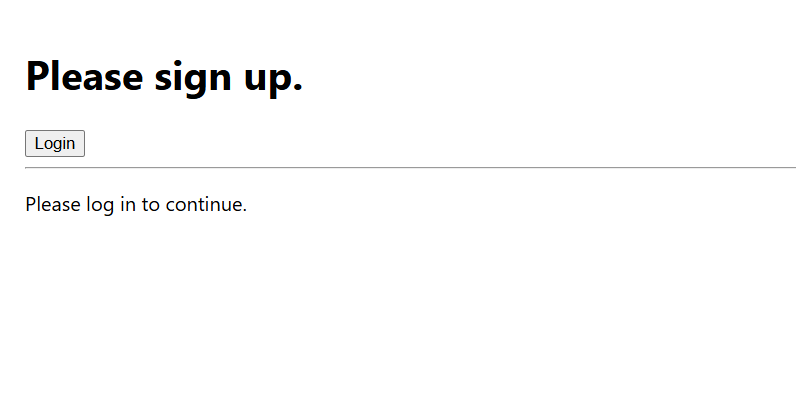 Please sign up.
Login
Please log in to continue.